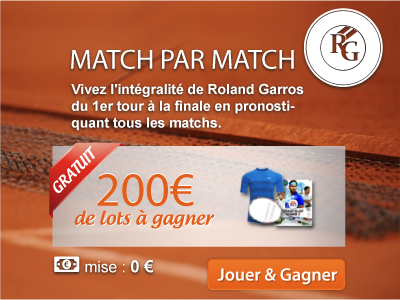 RG
MATCH PAR MATCH
Vivez l'intégralité de Roland Garros
du 1er tour à la finale en pronosti-
quant tous les matchs.
GRATUIT
200€
de lots à gagner
mise : 0 €
Jouer & Gagner